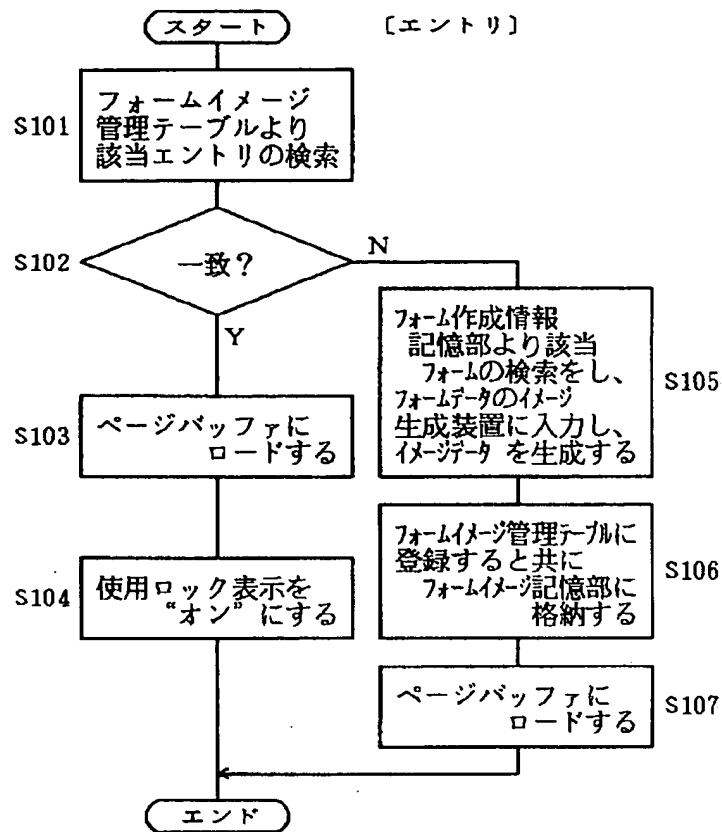 スタート
〔エントリ〕
S101
フォームイメージ
管理テーブルより
該当エントリの検索
S102
一致？
N
Y
S103
ページバッファに
ロードする
S104
使用ロック表示を
“オン”にする
フォーム作成情報
記憶部より該当
フォームの検索をし、
フォームデータのイメージ
生成装置に入力し、
イメージデータ を生成する
S105
フォームイメージ管理テーブルに
登録すると共に
フォームイメージ記憶部に
格納する
S106
ページバッファに
ロードする
S107
エンド